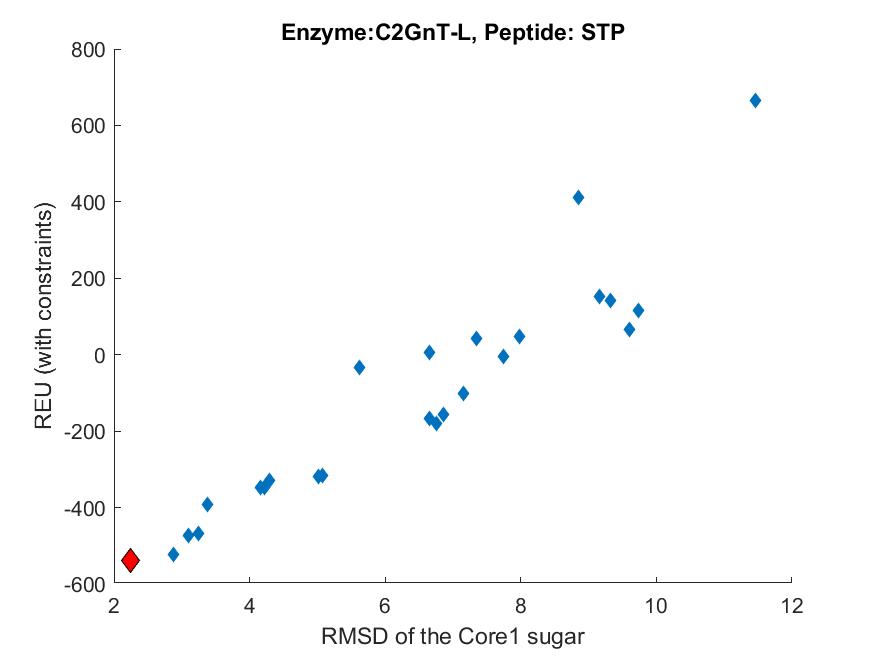 Enzyme:C2GnT-L, Peptide: STP
800
600
400
200
0
-200
-400
-600
REU (with constraints)
2 4 6 8 10 12
RMSD of the Core1 sugar